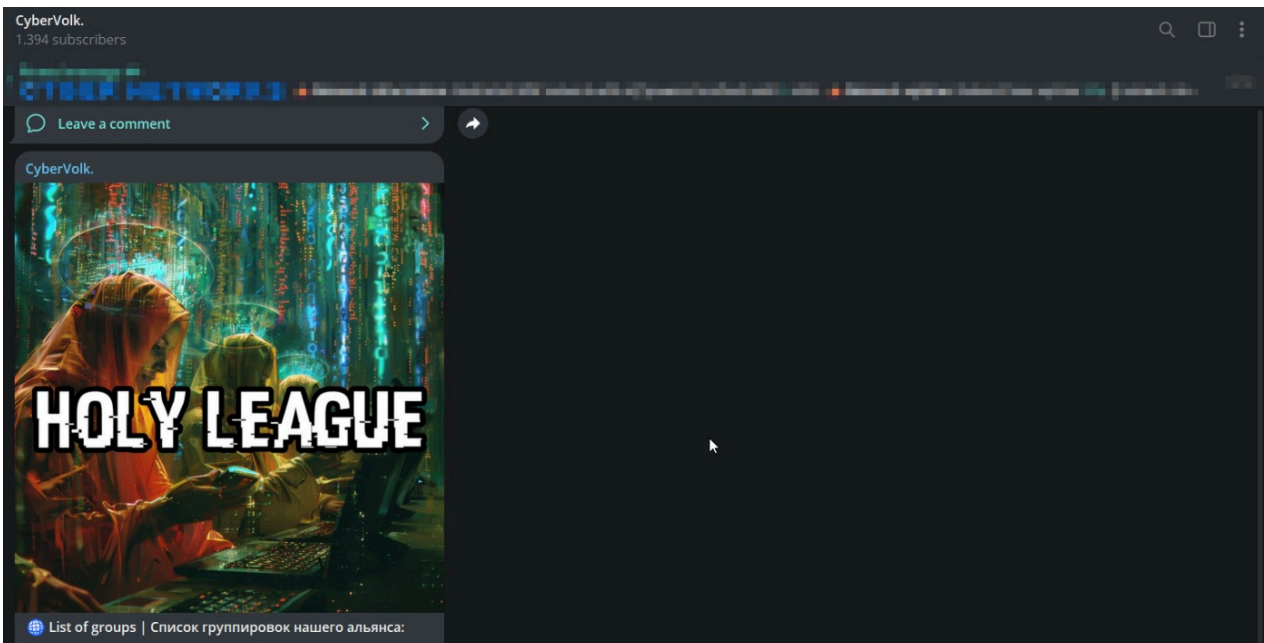 CyberVolk.
1.394 subscribers
Leave a comment
CyberVolk.
HOLY LEAGUE
List of groups | Список группировок нашего альянса: